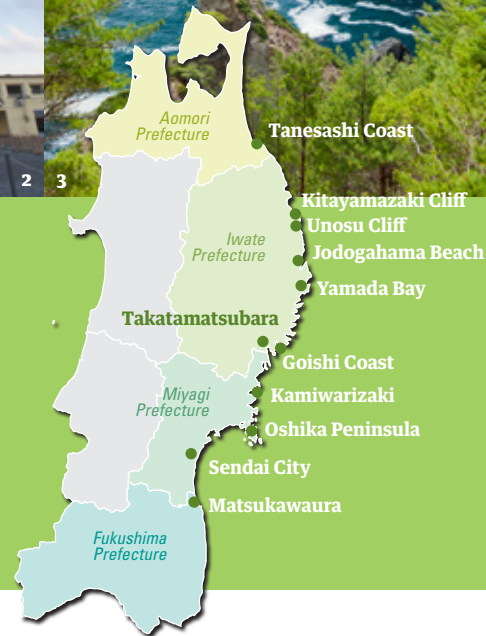 Aomori
Prefecture
Tanesashi Coast
2
3
Kitayamazaki Cliff
Unosu Cliff
Iwate
Prefecture
Jodogahama Beach
Yamada Bay
Takatamatsubara
Goishi Coast
Miyagi
Prefecture
Kamiwarizaki
Oshika Peninsula
Sendai City
Matsukawaura
Fukushima
Prefecture